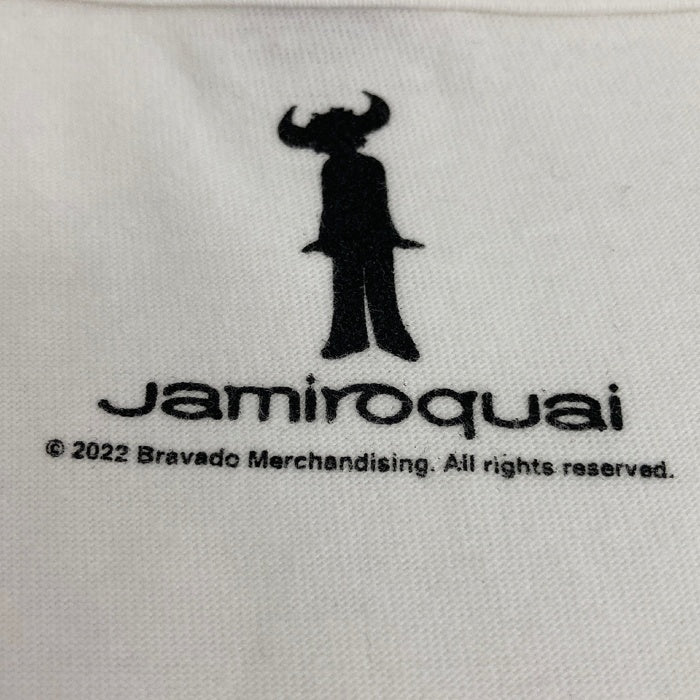 Jamiroquai
© 2022 Bravado Merchandising. All rights reserved.